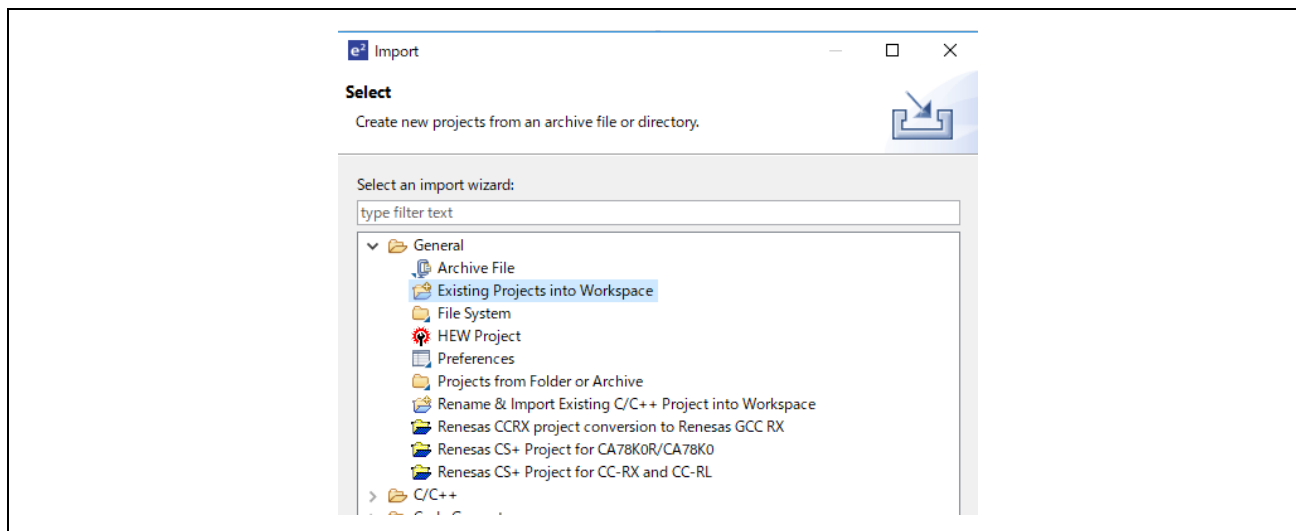 e² Import
Select
Create new projects from an archive file or directory.
Select an import wizard:
type filter text
General
Archive File
Existing Projects into Workspace
File System
HEW Project
Preferences
Projects from Folder or Archive
Rename & Import Existing C/C++ Project into Workspace
Renesas CCRX project conversion to Renesas GCC RX
Renesas CS+ Project for CA78K0R/CA78K0
Renesas CS+ Project for CC-RX and CC-RL
C/C++